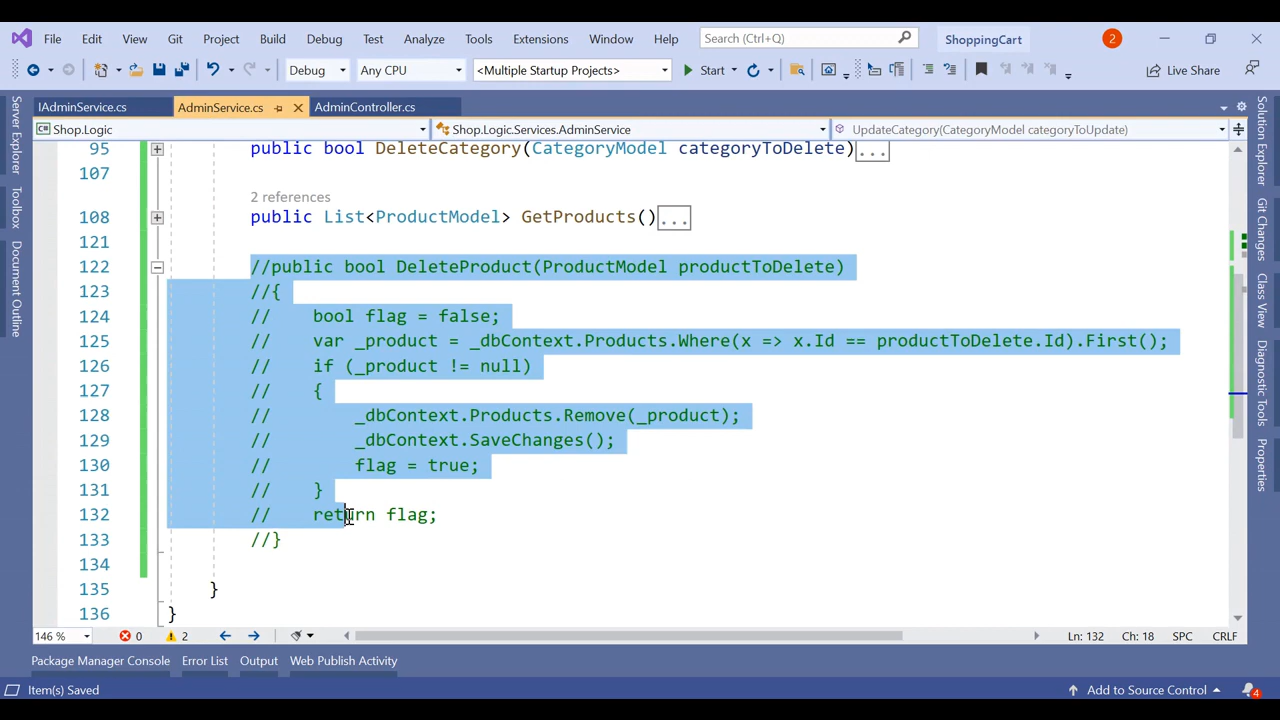 File Edit View Git Project Build Debug Test Analyze Tools Extensions Window Help Search (Ctrl+Q) ShoppingCart 2
Debug Any CPU <Multiple Startup Projects> Start Live Share
IAdminService.cs AdminService.cs AdminController.cs
Shop.Logic Shop.Logic.Services.AdminService UpdateCategory(CategoryModel categoryToUpdate)
95 public bool DeleteCategory(CategoryModel categoryToDelete)...
107
2 references
108 public List<ProductModel> GetProducts()...
121
122 //public bool DeleteProduct(ProductModel productToDelete)
123 //{
124 //    bool flag = false;
125 //    var _product = _dbContext.Products.Where(x => x.Id == productToDelete.Id).First();
126 //    if (_product != null)
127 //    {
128 //        _dbContext.Products.Remove(_product);
129 //        _dbContext.SaveChanges();
130 //        flag = true;
131 //    }
132 //    return flag;
133 //}
134
135 }
136 }
146 % 0 2 Ln: 132 Ch: 18 SPC CRLF
Package Manager Console Error List Output Web Publish Activity
Item(s) Saved Add to Source Control 4
Server Explorer
Toolbox
Document Outline
Solution Explorer
Git Changes
Class View
Diagnostic Tools
Properties